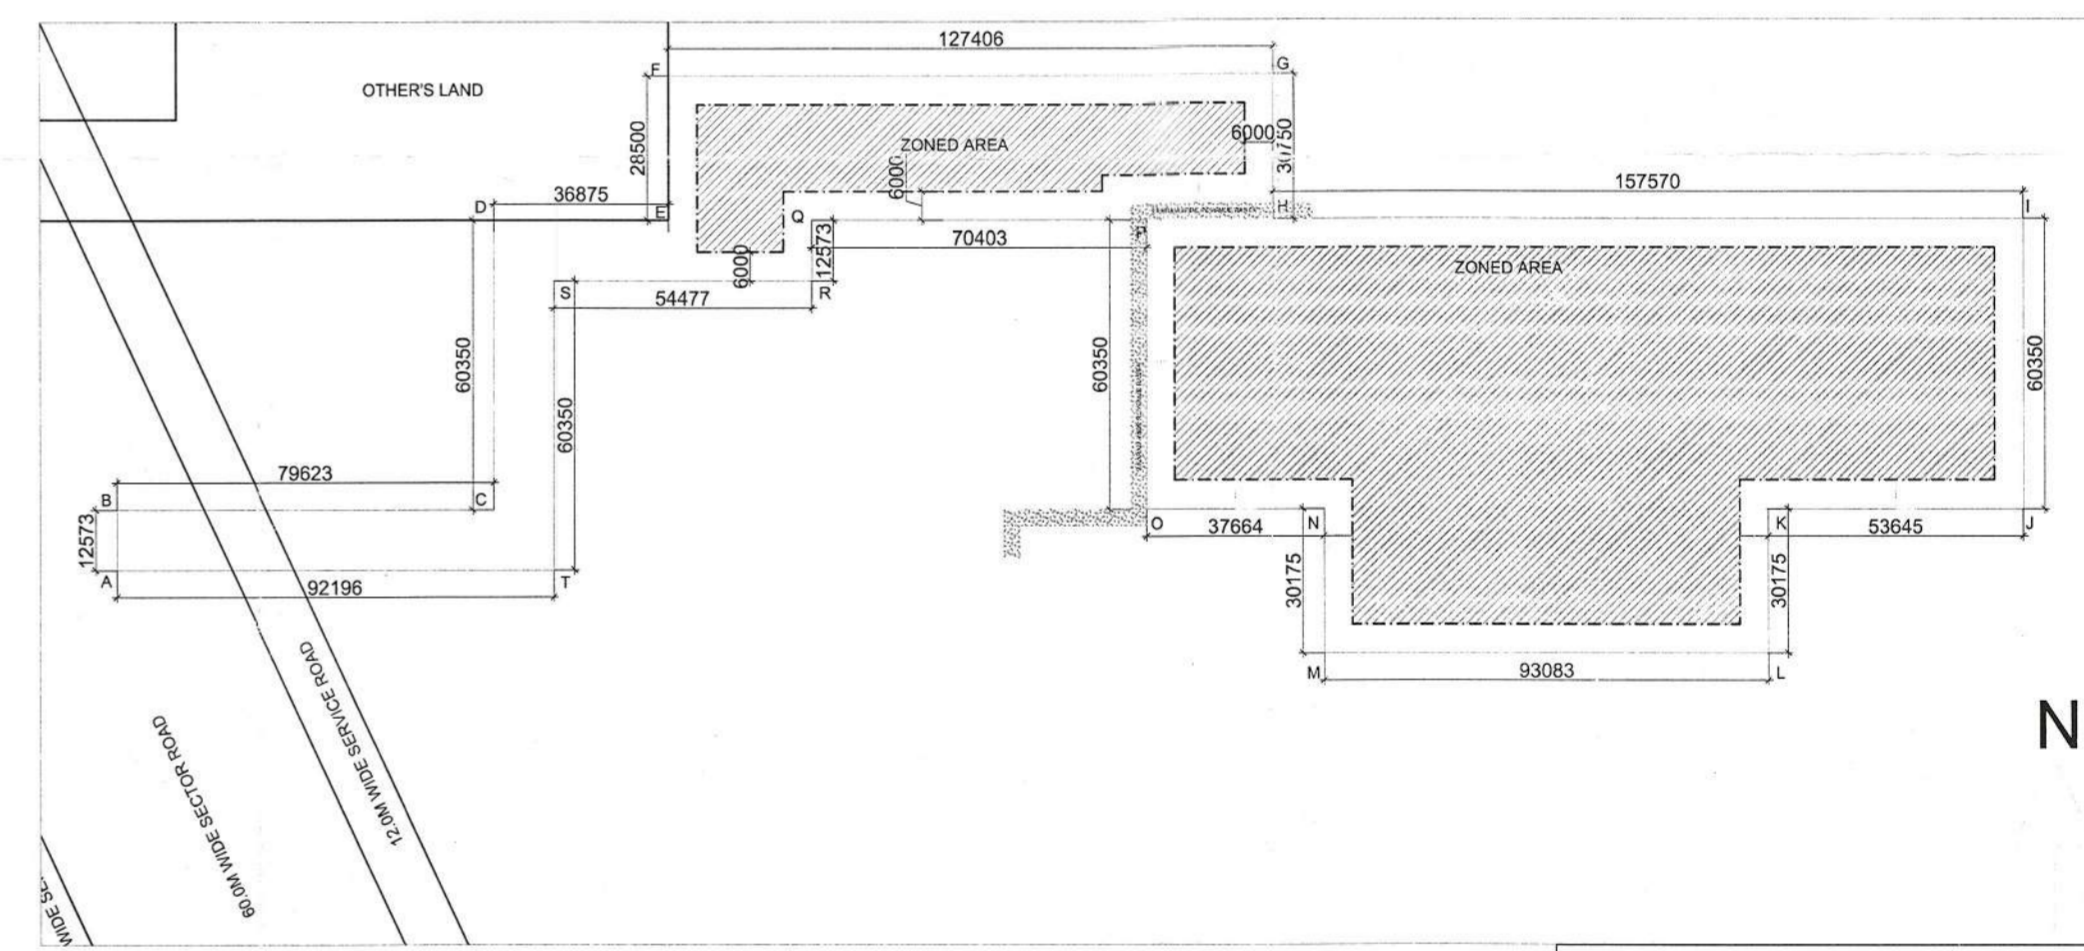 127406
F
G
OTHER'S LAND
28500
ZONED AREA
6000
30750
6000
157570
36875
D
E
Q
H
I
P
12573
70403
ZONED AREA
6000
S
R
54477
60350
60350
60350
60350
79623
B
C
12573
O
37664
N
K
53645
J
A
92196
T
30175
30175
M
93083
L
12.0M WIDE SERVICE ROAD
60.0M WIDE SECTOR ROAD
N